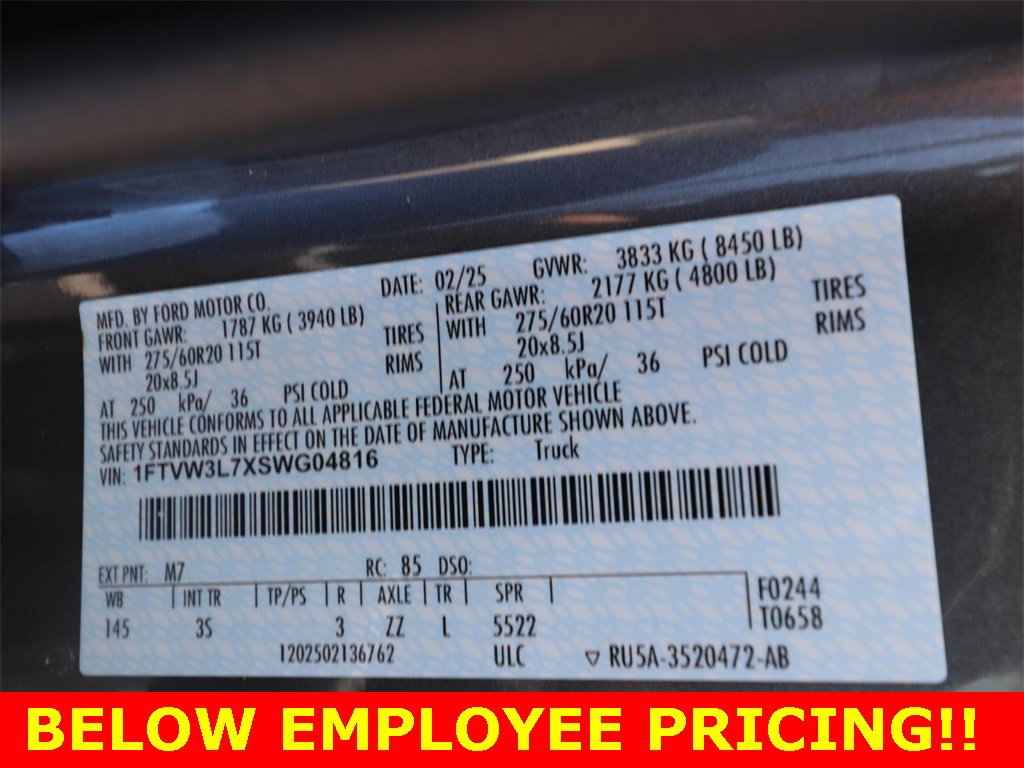 MFD. BY FORD MOTOR CO. DATE: 02/25 GVWR: 3833 KG ( 8450 LB)
FRONT GAWR: 1787 KG ( 3940 LB) REAR GAWR: 2177 KG ( 4800 LB)
WITH 275/60R20 115T TIRES WITH 275/60R20 115T TIRES
20x8.5J RIMS 20x8.5J RIMS
AT 250 kPa/ 36 PSI COLD AT 250 kPa/ 36 PSI COLD
THIS VEHICLE CONFORMS TO ALL APPLICABLE FEDERAL MOTOR VEHICLE
SAFETY STANDARDS IN EFFECT ON THE DATE OF MANUFACTURE SHOWN ABOVE.
VIN: 1FTVW3L7XSWG04816 TYPE: Truck
EXT PNT: M7 RC: 85 DSO:
WB INT TR TP/PS R AXLE TR SPR F0244
145 3S 3 ZZ L 5522 T0658
1202502136762 ULC ▽ RU5A-3520472-AB
BELOW EMPLOYEE PRICING!!